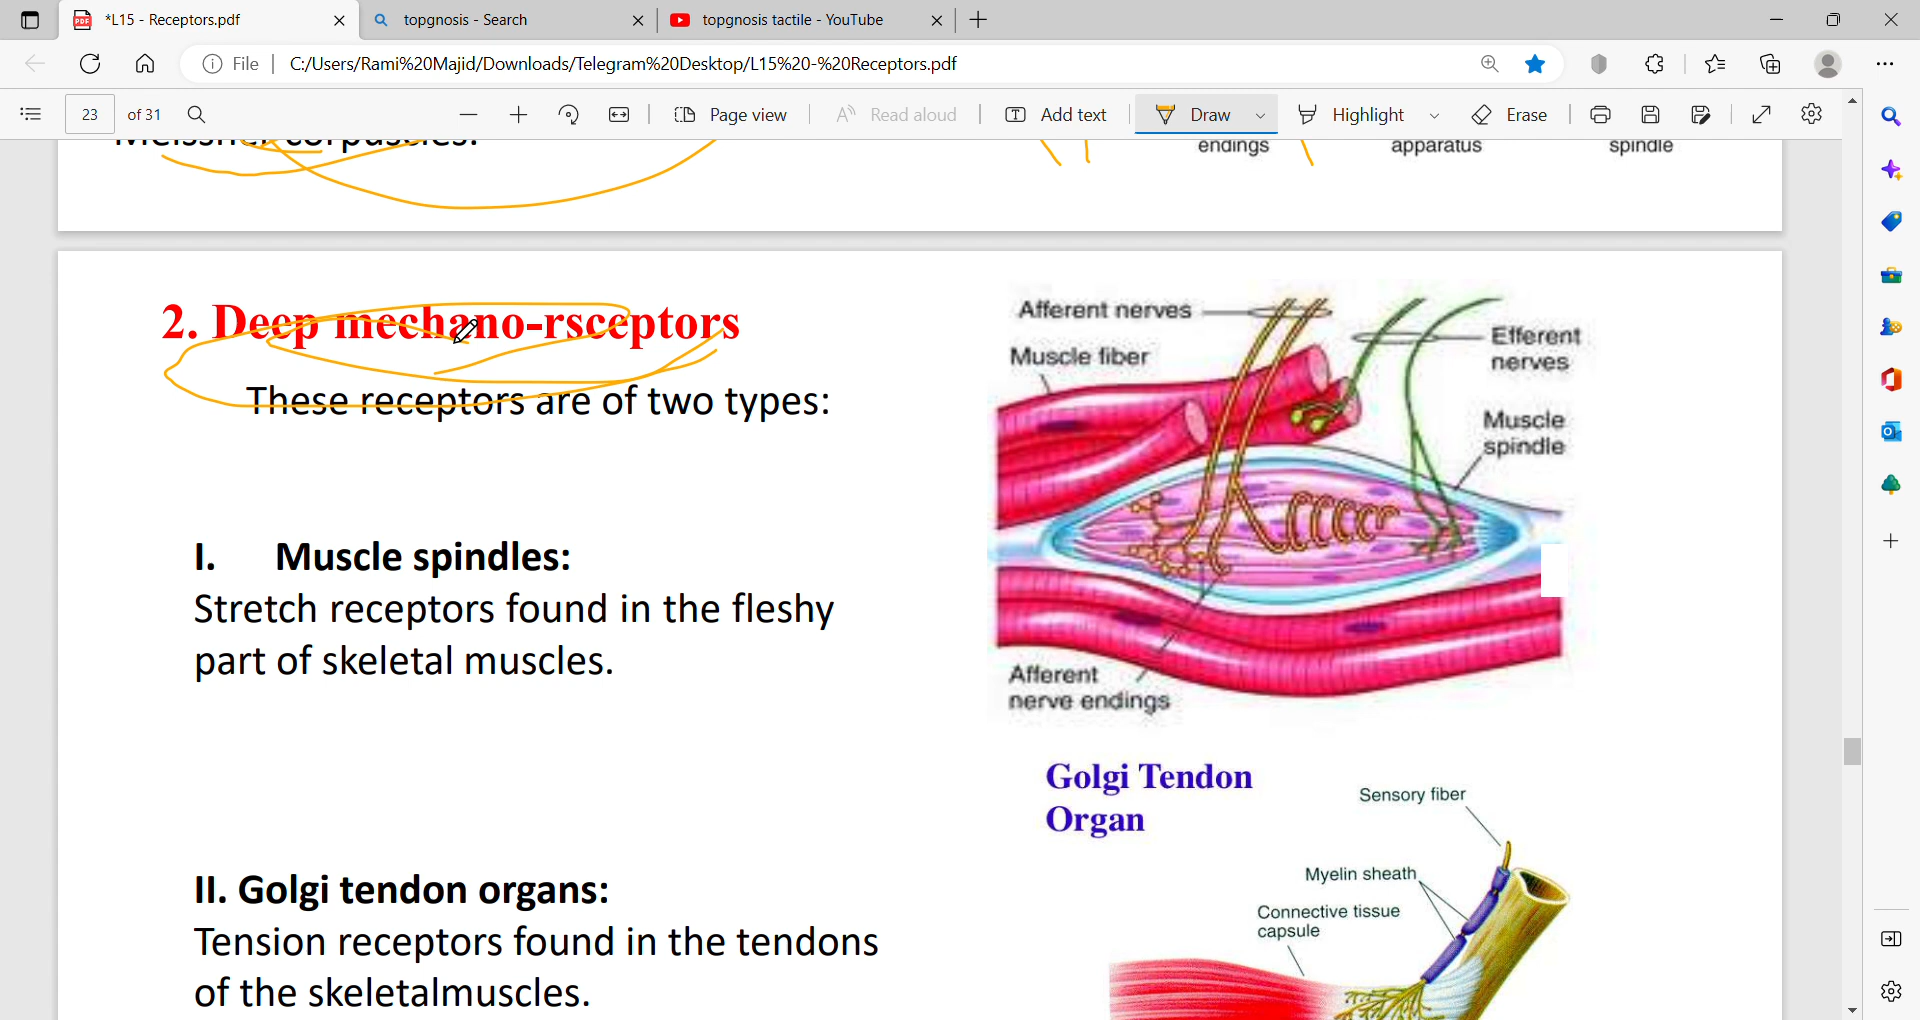 *L15 - Receptors.pdf
topgnosis - Search
topgnosis tactile - YouTube
File
C:/Users/Rami%20Majid/Downloads/Telegram%20Desktop/L15%20-%20Receptors.pdf
23 of 31
Page view
Read aloud
Add text
Draw
Highlight
Erase
Meissner corpuscles.
endings
apparatus
spindle
2. Deep mechano-rsceptors
These receptors are of two types:
I. Muscle spindles:
Stretch receptors found in the fleshy
part of skeletal muscles.
II. Golgi tendon organs:
Tension receptors found in the tendons
of the skeletalmuscles.
Afferent nerves
Muscle fiber
Efferent
nerves
Muscle
spindle
Afferent
nerve endings
Golgi Tendon
Organ
Sensory fiber
Myelin sheath
Connective tissue
capsule